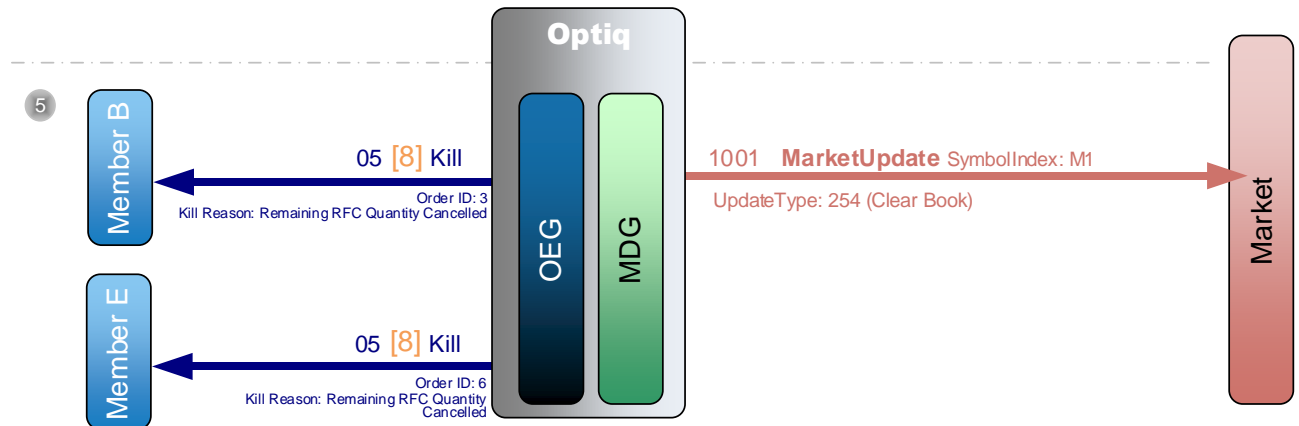 Optiq
5
Member B
05 [8] Kill
Order ID: 3
Kill Reason: Remaining RFC Quantity Cancelled
OEG
MDG
1001 MarketUpdate SymbolIndex: M1
UpdateType: 254 (Clear Book)
Market
Member E
05 [8] Kill
Order ID: 6
Kill Reason: Remaining RFC Quantity
Cancelled